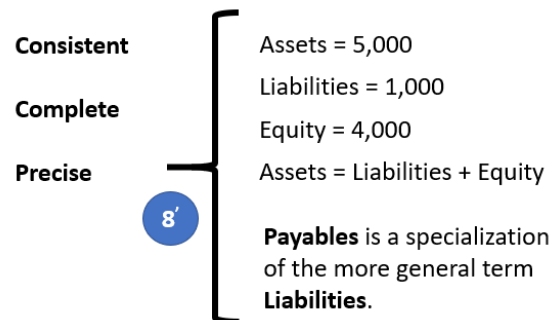 Consistent
Complete
Precise
8′
Assets = 5,000
Liabilities = 1,000
Equity = 4,000
Assets = Liabilities + Equity
Payables is a specialization
of the more general term
Liabilities.